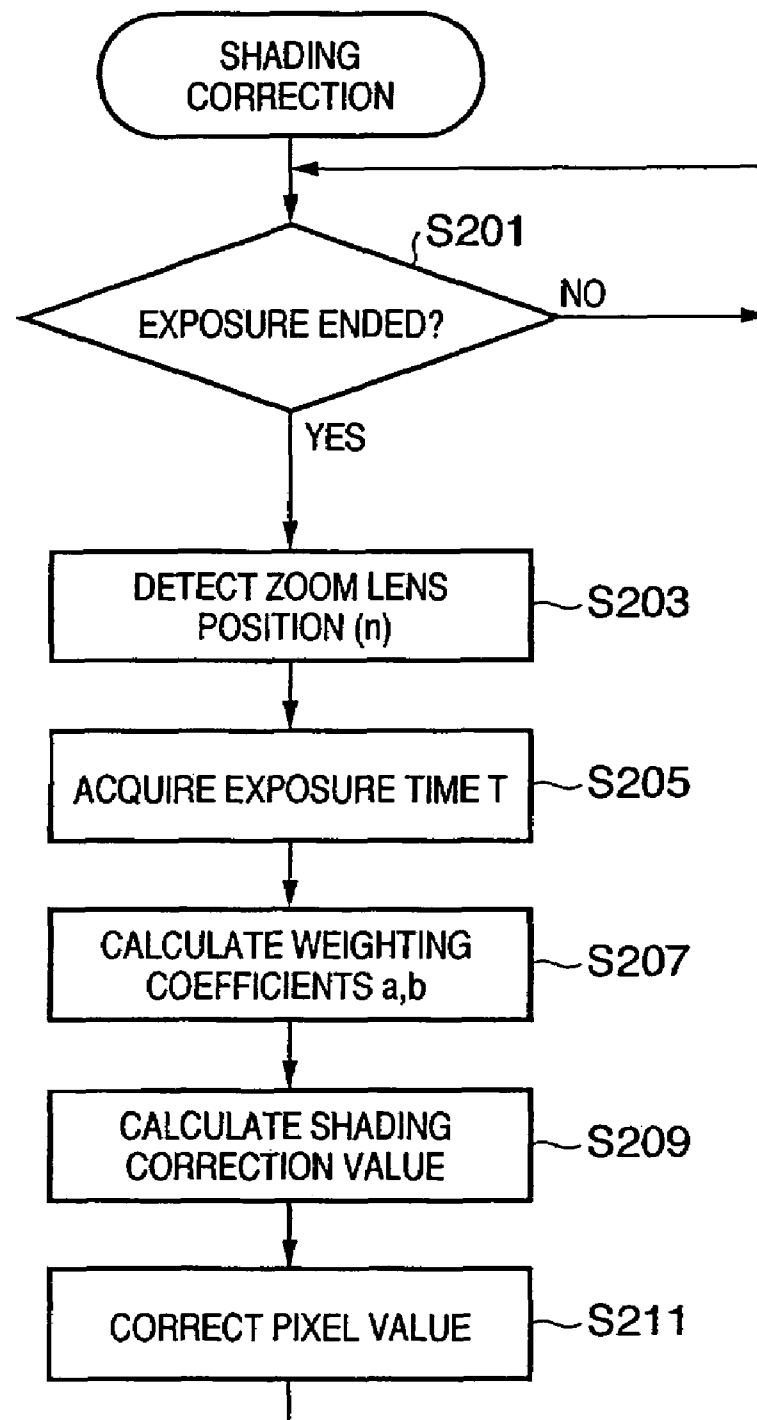 SHADING
CORRECTION
S201
EXPOSURE ENDED?
NO
YES
DETECT ZOOM LENS
POSITION (n)
S203
ACQUIRE EXPOSURE TIME T
S205
CALCULATE WEIGHTING
COEFFICIENTS a,b
S207
CALCULATE SHADING
CORRECTION VALUE
S209
CORRECT PIXEL VALUE
S211